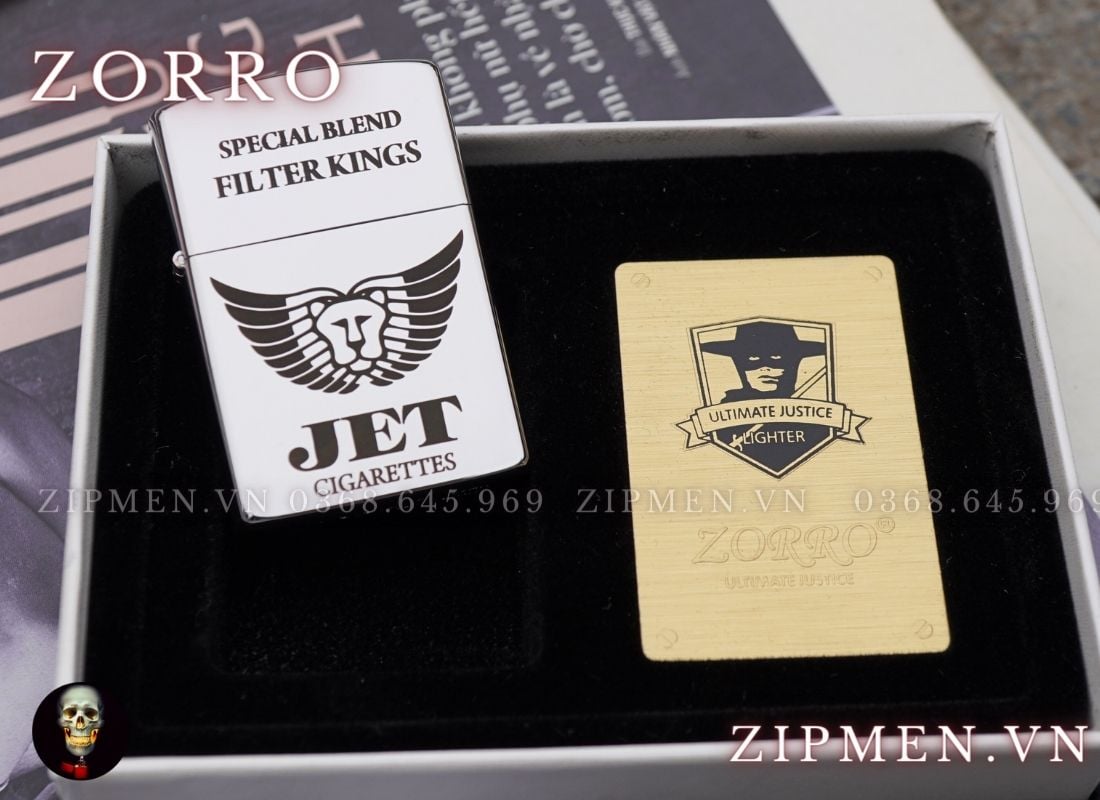 ZORRO
SPECIAL BLEND
FILTER KINGS
JET
CIGARETTES
ULTIMATE JUSTICE
LIGHTER
ZORRO®
ULTIMATE JUSTICE
ZIPMEN.VN 0368.645.969 ZIPMEN.VN 0368.645.969
ZIPMEN.VN